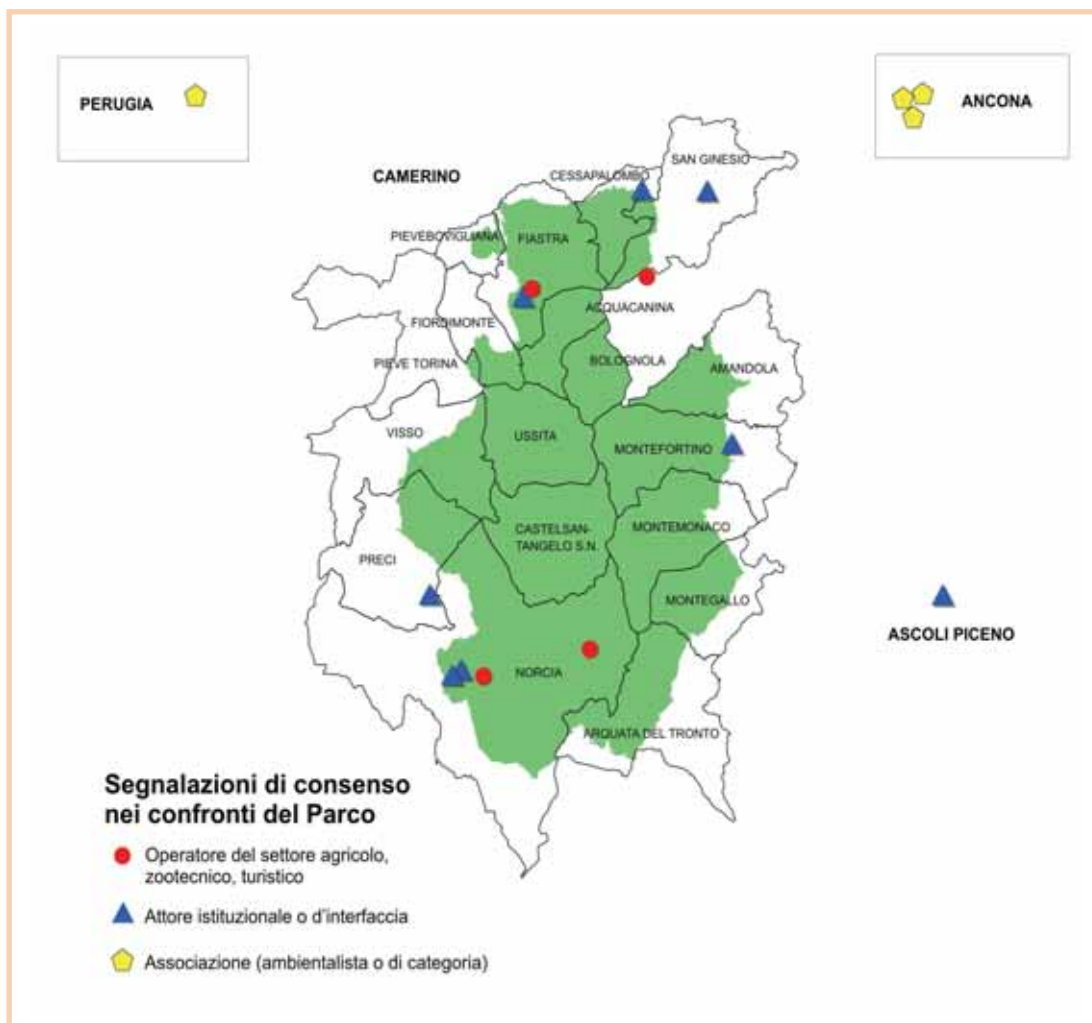 PERUGIA
ANCONA
SAN GINESIO
CESSAPALOMBO
CAMERINO
PIEVEBOVIGLIANA
FIASTRA
ACQUACANINA
FIORDIMONTE
BOLOGNOLA
PIEVE TORINA
AMANDOLA
VISSO
USSITA
MONTEFORTINO
CASTELSAN-
TANGELO S.N.
MONTEMONACO
PRECI
MONTEGALLO
ASCOLI PICENO
NORCIA
ARQUATA DEL TRONTO
Segnalazioni di consenso
nei confronti del Parco
Operatore del settore agricolo,
zootecnico, turistico
Attore istituzionale o d'interfaccia
Associazione (ambientalista o di categoria)